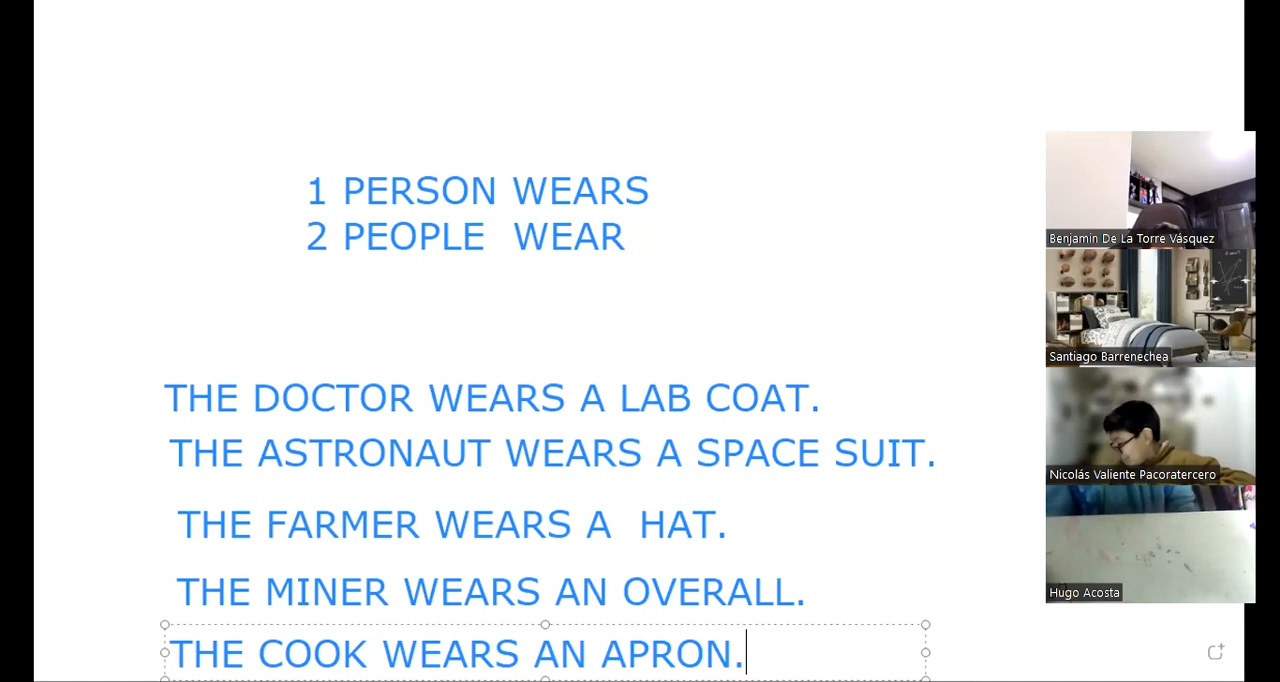 1 PERSON WEARS
2 PEOPLE WEAR
THE DOCTOR WEARS A LAB COAT.
THE ASTRONAUT WEARS A SPACE SUIT.
THE FARMER WEARS A HAT.
THE MINER WEARS AN OVERALL.
THE COOK WEARS AN APRON.
Benjamin De La Torre Vásquez
Santiago Barrenechea
Nicolás Valiente Pacoratercero
Hugo Acosta